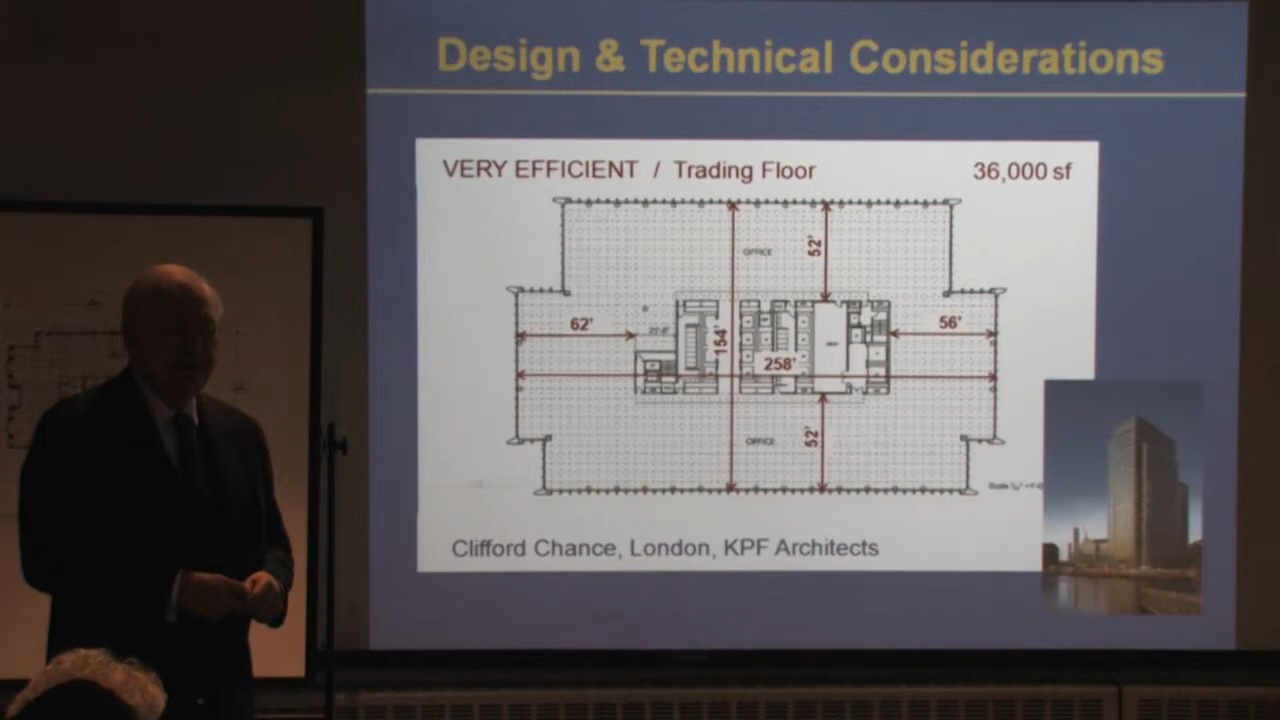 Design & Technical Considerations
VERY EFFICIENT / Trading Floor 36,000 sf
OFFICE
52'
62'
154'
258'
56'
OFFICE
52'
Clifford Chance, London, KPF Architects